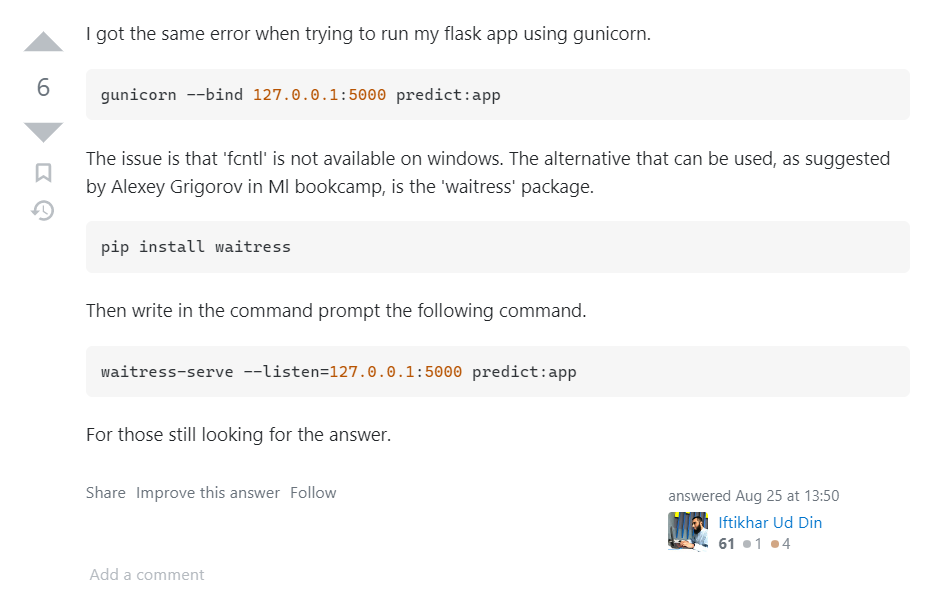 I got the same error when trying to run my flask app using gunicorn.
6
gunicorn --bind 127.0.0.1:5000 predict:app
The issue is that 'fcntl' is not available on windows. The alternative that can be used, as suggested
by Alexey Grigorov in Ml bookcamp, is the 'waitress' package.
pip install waitress
Then write in the command prompt the following command.
waitress-serve --listen=127.0.0.1:5000 predict:app
For those still looking for the answer.
Share Improve this answer Follow
answered Aug 25 at 13:50
Iftikhar Ud Din
61 ●1 ●4
Add a comment